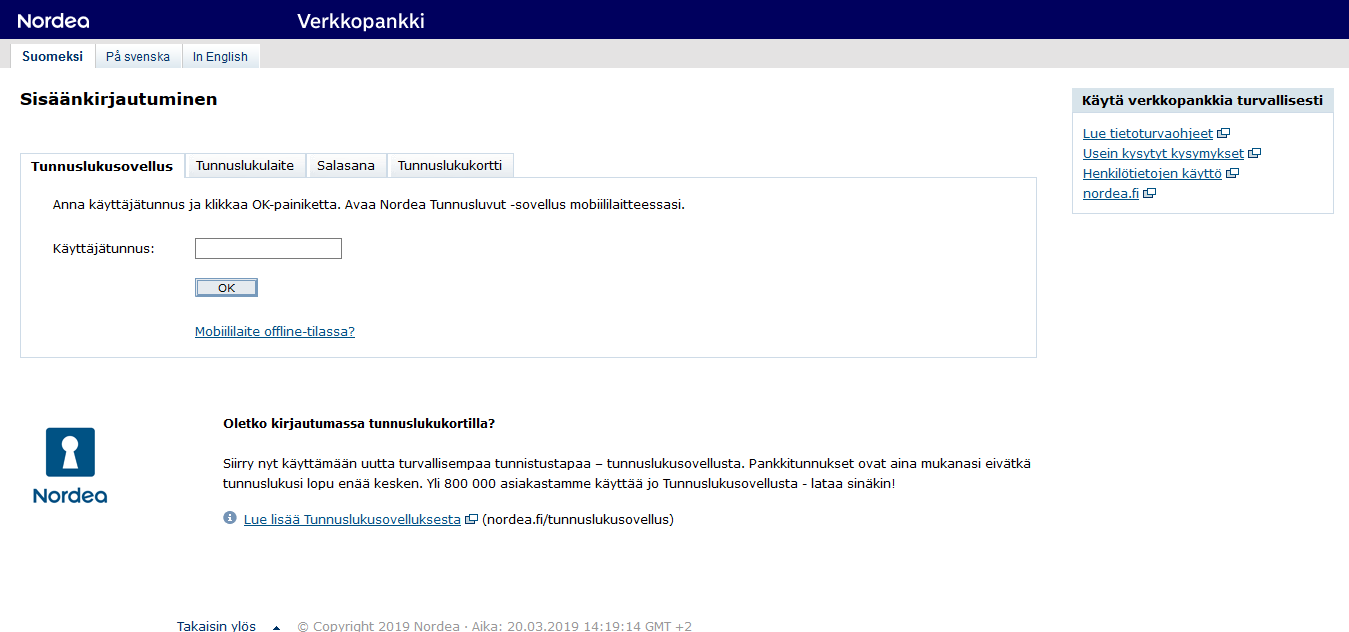 Nordea
Verkkopankki
Suomeksi
På svenska
In English
Sisäänkirjautuminen
Käytä verkkopankkia turvallisesti
Lue tietoturvaohjeet
Usein kysytyt kysymykset
Henkilötietojen käyttö
nordea.fi
Tunnuslukusovellus
Tunnuslukulaite
Salasana
Tunnuslukukortti
Anna käyttäjätunnus ja klikkaa OK-painiketta. Avaa Nordea Tunnusluvut -sovellus mobiililaitteessasi.
Käyttäjätunnus:
OK
Mobiililaite offline-tilassa?
Nordea
Oletko kirjautumassa tunnuslukukortilla?
Siirry nyt käyttämään uutta turvallisempaa tunnistustapaa – tunnuslukusovellusta. Pankkitunnukset ovat aina mukanasi eivätkä
tunnuslukusi lopu enää kesken. Yli 800 000 asiakastamme käyttää jo Tunnuslukusovellusta - lataa sinäkin!
Lue lisää Tunnuslukusovelluksesta (nordea.fi/tunnuslukusovellus)
Takaisin ylös
© Copyright 2019 Nordea · Aika: 20.03.2019 14:19:14 GMT +2